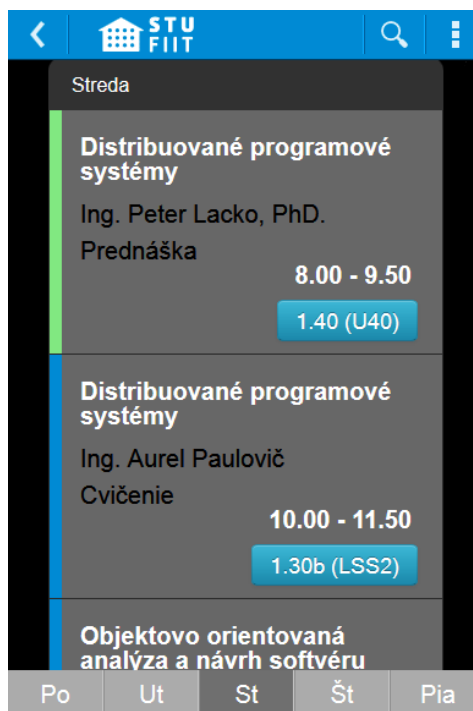 STU
FIIT
Streda
Distribuované programové
systémy
Ing. Peter Lacko, PhD.
Prednáška
8.00 - 9.50
1.40 (U40)
Distribuované programové
systémy
Ing. Aurel Paulovič
Cvičenie
10.00 - 11.50
1.30b (LSS2)
Objektovo orientovaná
analýza a návrh softvéru
Po Ut St Št Pia